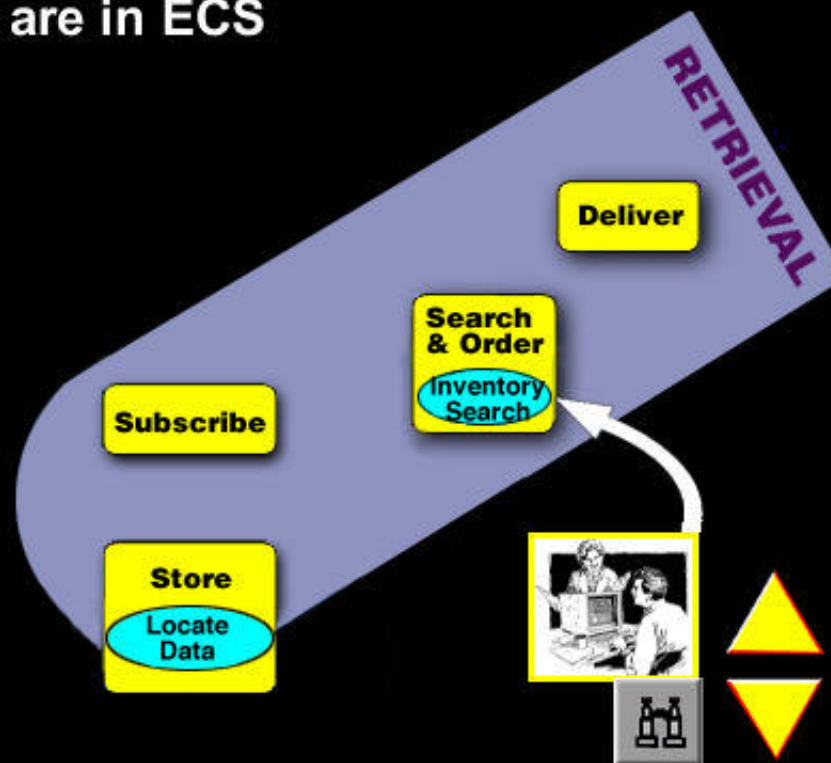 are in ECS
RETRIEVAL
Deliver
Search
& Order
Inventory
Search
Subscribe
Store
Locate
Data